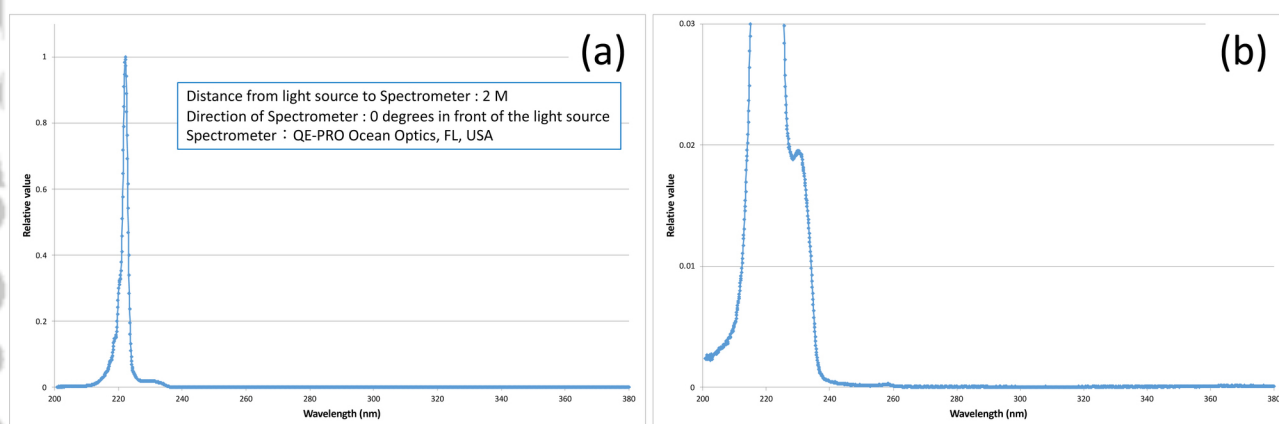 (a)
1
0.8
0.6
0.4
0.2
0
Relative value
Distance from light source to Spectrometer : 2 M
Direction of Spectrometer : 0 degrees in front of the light source
Spectrometer：QE-PRO Ocean Optics, FL, USA
200 220 240 260 280 300 320 340 360 380
Wavelength (nm)
(b)
0.03
0.02
0.01
0
Relative value
200 220 240 260 280 300 320 340 360 380
Wavelength (nm)